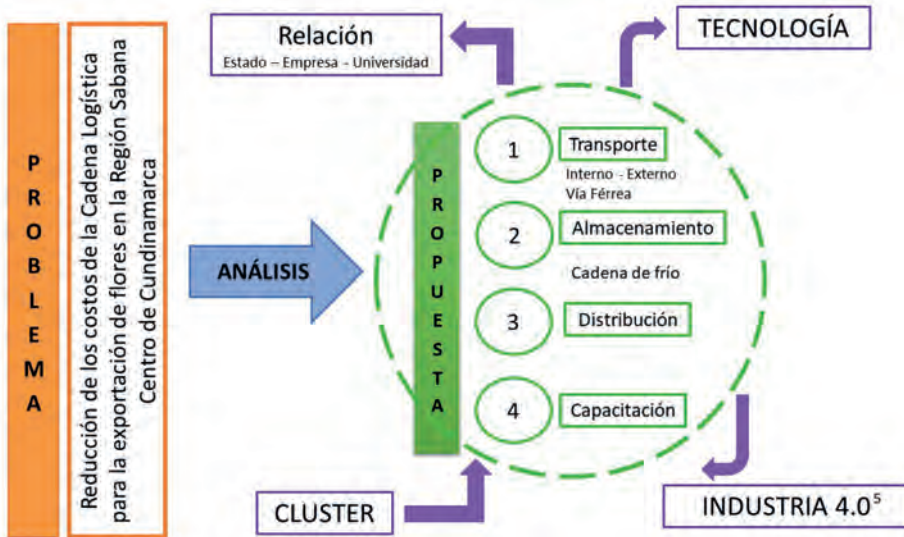 PROBLEMA
Reducción de los costos de la Cadena Logística
para la exportación de flores en la Región Sabana
Centro de Cundinamarca
ANÁLISIS
Relación
Estado – Empresa - Universidad
TECNOLOGÍA
PROPUESTA
1
Transporte
Interno - Externo
Vía Férrea
2
Almacenamiento
Cadena de frío
3
Distribución
4
Capacitación
CLUSTER
INDUSTRIA 4.0⁵